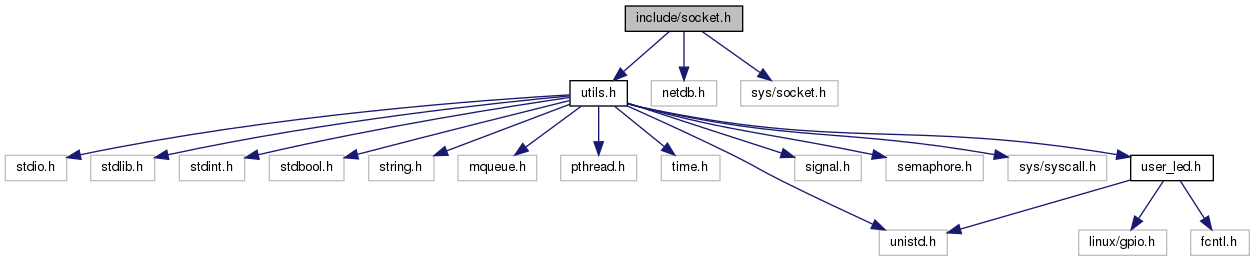 include/socket.h
utils.h
netdb.h
sys/socket.h
stdio.h
stdlib.h
stdint.h
stdbool.h
string.h
mqueue.h
pthread.h
time.h
signal.h
semaphore.h
sys/syscall.h
user_led.h
unistd.h
linux/gpio.h
fcntl.h